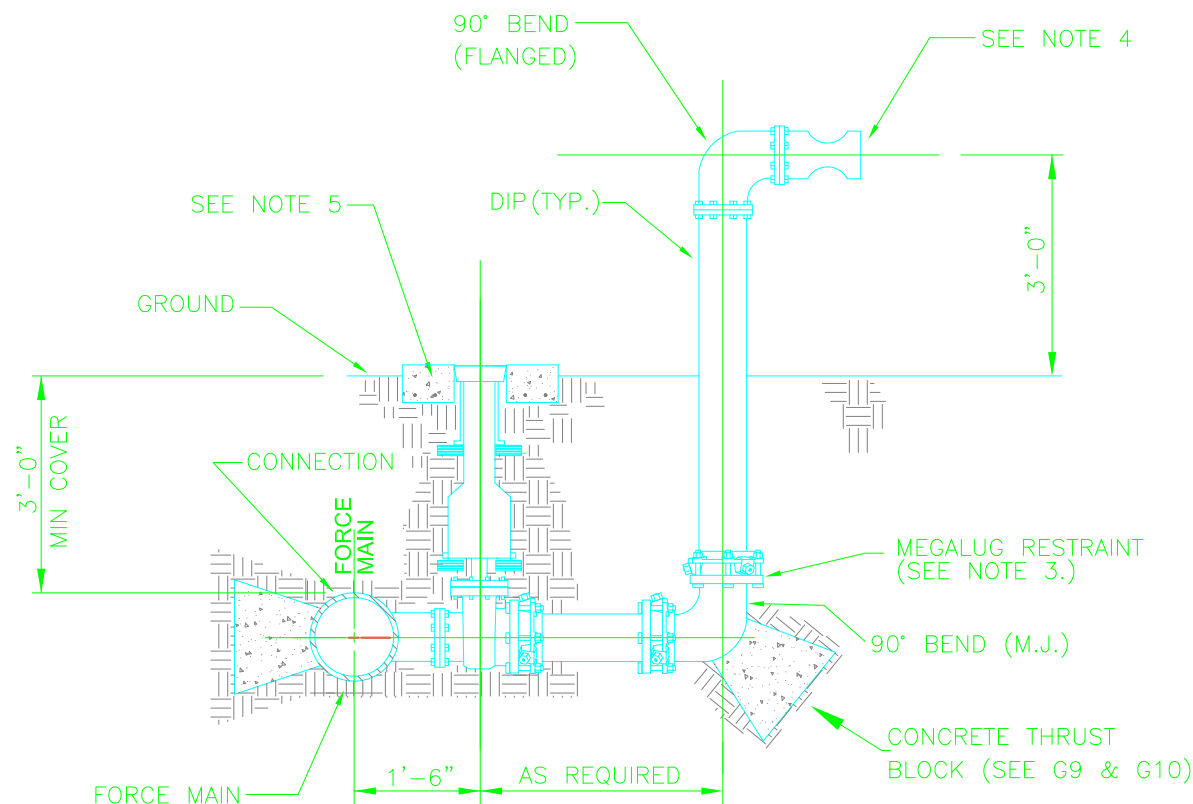 90° BEND
(FLANGED)
SEE NOTE 4
SEE NOTE 5
DIP(TYP.)
3'-0"
GROUND
3'-0"
MIN COVER
CONNECTION
FORCE
MAIN
MEGALUG RESTRAINT
(SEE NOTE 3.)
90° BEND (M.J.)
CONCRETE THRUST
BLOCK (SEE G9 & G10)
1'-6"
AS REQUIRED
FORCE MAIN